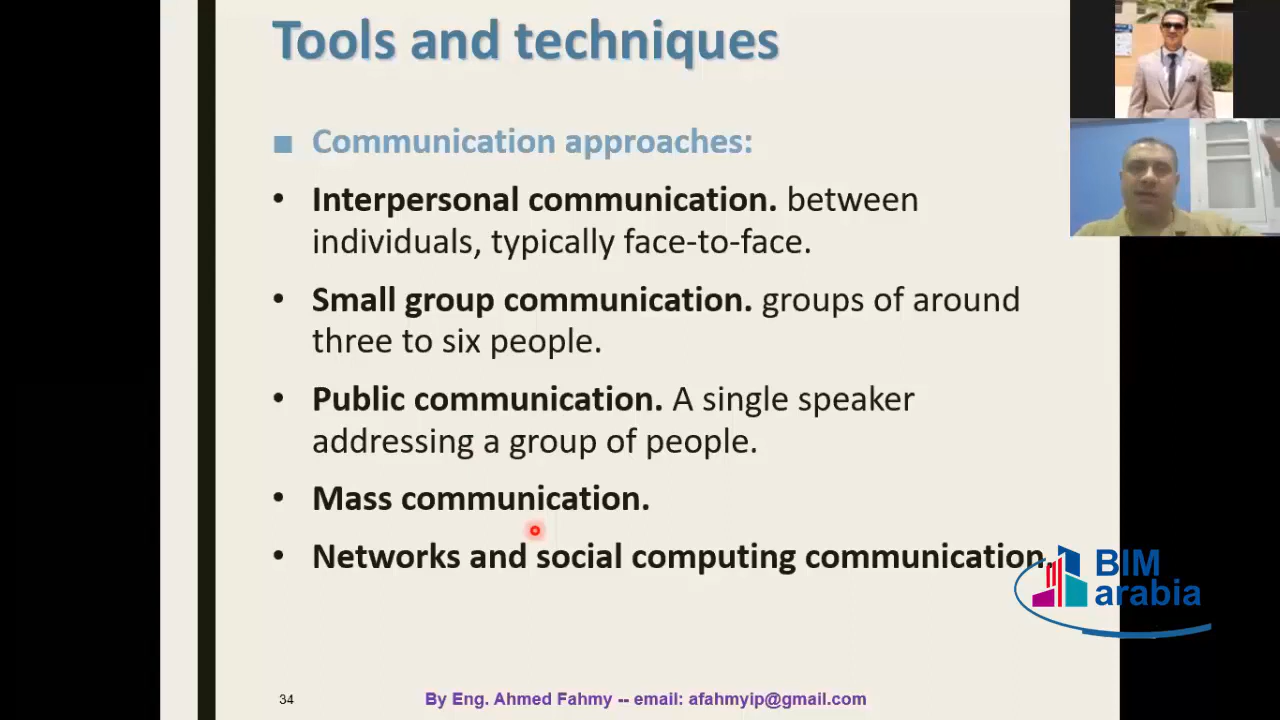 Tools and techniques
■ Communication approaches:
• Interpersonal communication. between
individuals, typically face-to-face.
• Small group communication. groups of around
three to six people.
• Public communication. A single speaker
addressing a group of people.
• Mass communication.
• Networks and social computing communication.
BIM
arabia
34
By Eng. Ahmed Fahmy -- email: afahmyip@gmail.com